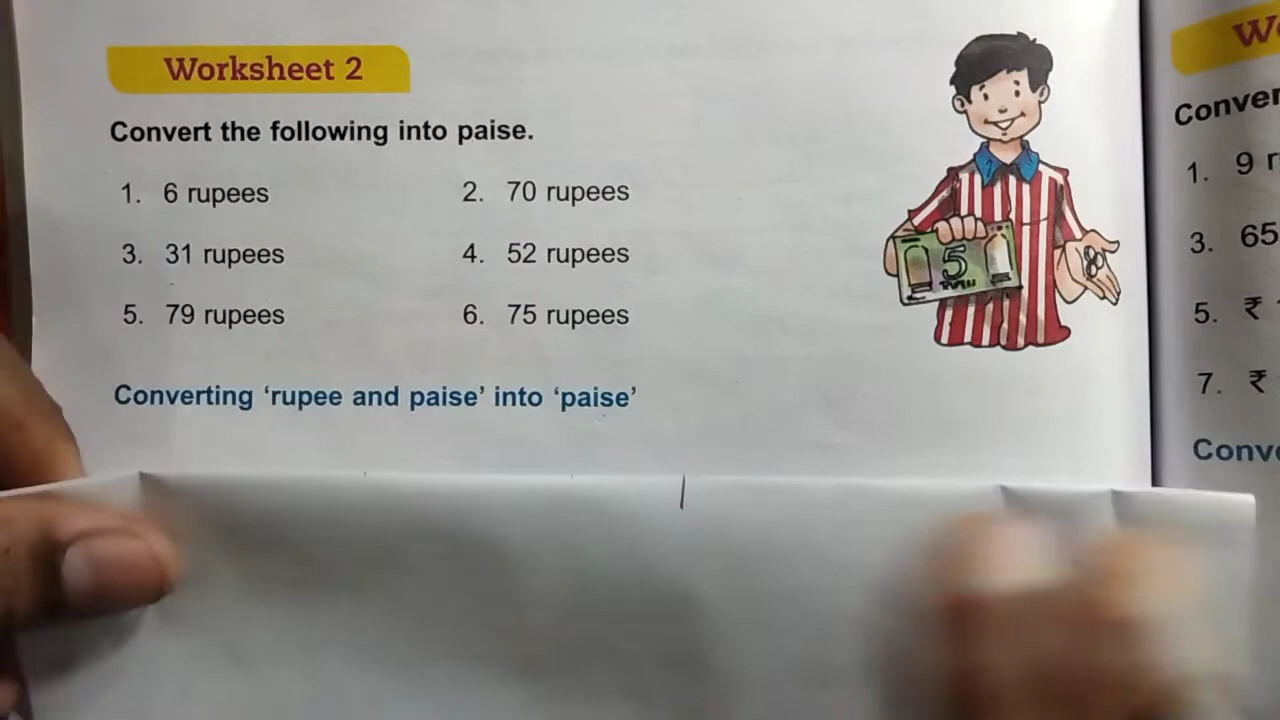 Worksheet 2
Convert the following into paise.
1. 6 rupees
2. 70 rupees
3. 31 rupees
4. 52 rupees
5. 79 rupees
6. 75 rupees
5
Converting ‘rupee and paise’ into ‘paise’
1. 9
3. 65
5. ₹
7. ₹